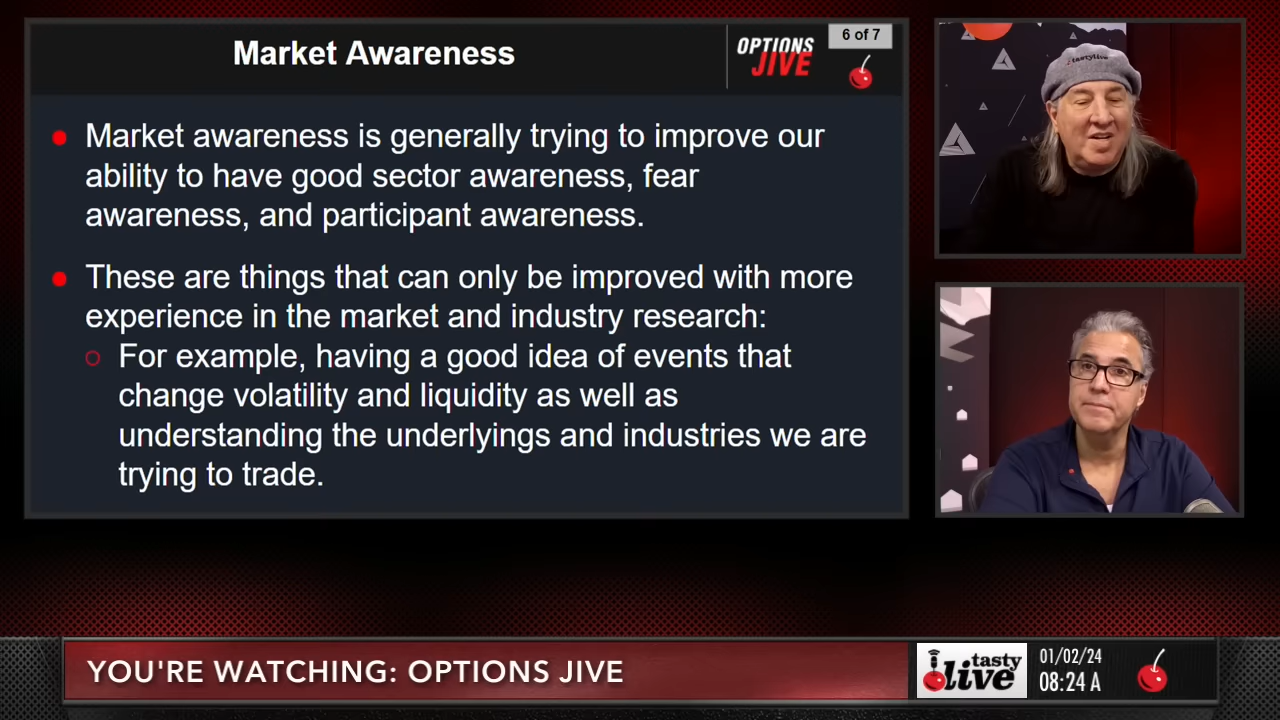 Market Awareness
OPTIONS
JIVE
6 of 7
Market awareness is generally trying to improve our
ability to have good sector awareness, fear
awareness, and participant awareness.
These are things that can only be improved with more
experience in the market and industry research:
For example, having a good idea of events that
change volatility and liquidity as well as
understanding the underlyings and industries we are
trying to trade.
tastylive
YOU'RE WATCHING: OPTIONS JIVE
tasty
live
01/02/24
08:24 A